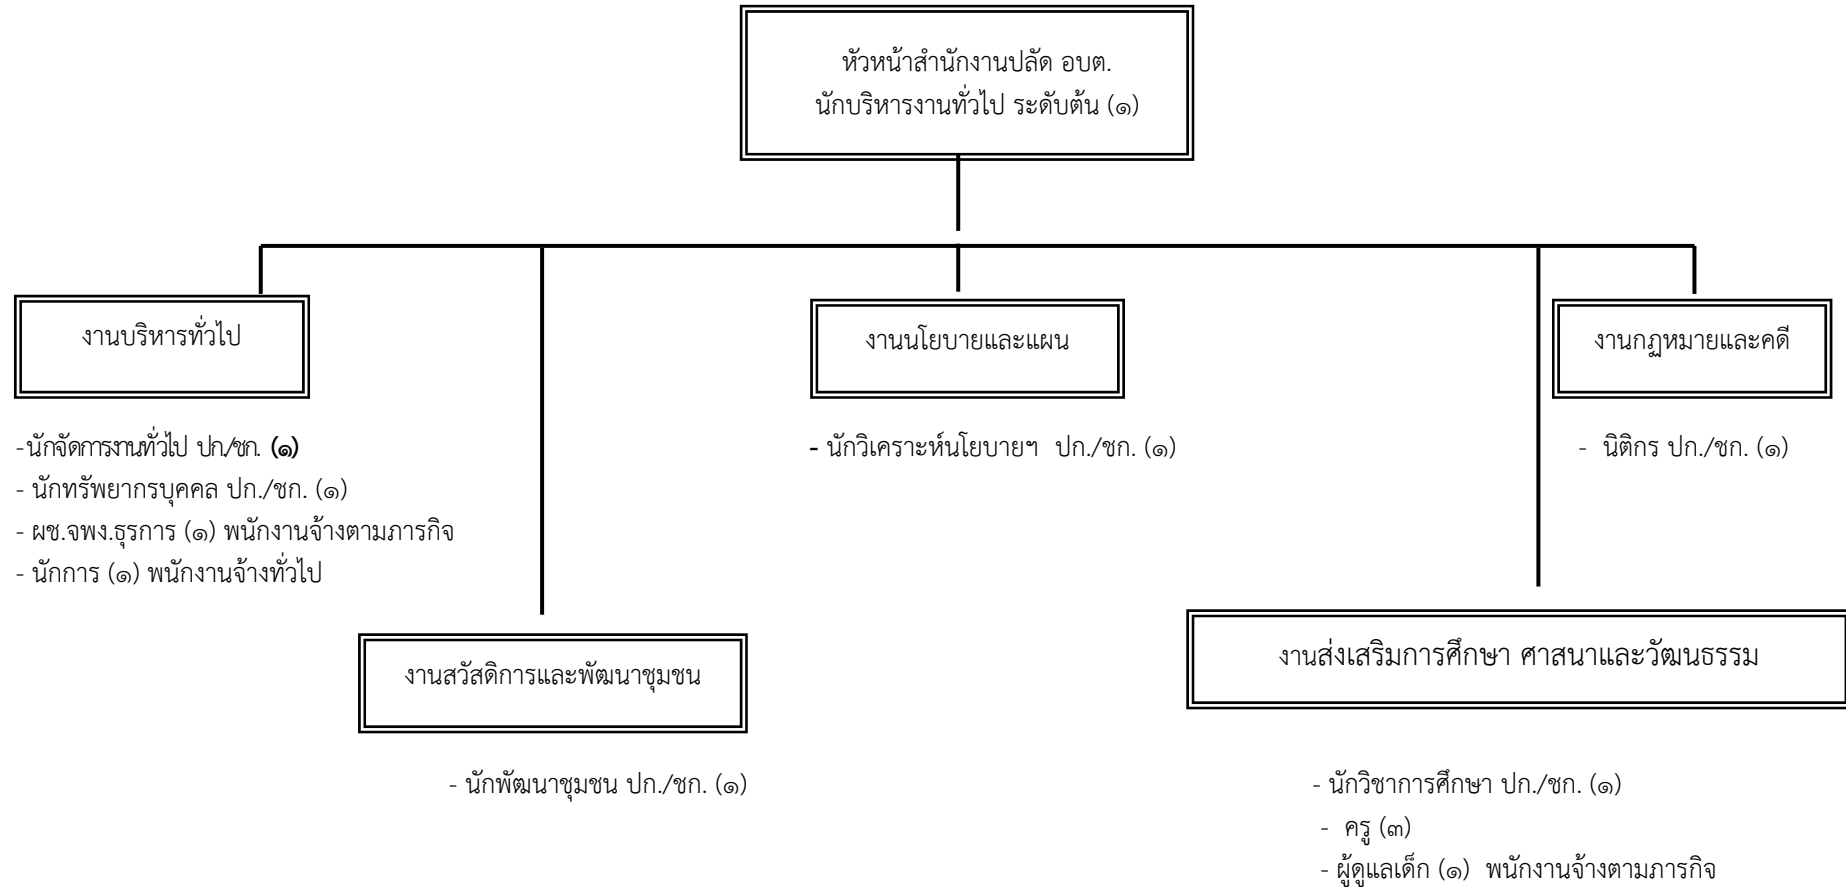 หัวหน้าสำนักงานปลัด อบต.
นักบริหารงานทั่วไป ระดับต้น (๑)
งานบริหารทั่วไป
-นักจัดการงานทั่วไป ปก./ชก. (๑)
- นักทรัพยากรบุคคล ปก./ชก. (๑)
- ผช.จพง.ธุรการ (๑) พนักงานจ้างตามภารกิจ
- นักการ (๑) พนักงานจ้างทั่วไป
งานนโยบายและแผน
- นักวิเคราะห์นโยบายฯ ปก./ชก. (๑)
งานกฏหมายและคดี
- นิติกร ปก./ชก. (๑)
งานสวัสดิการและพัฒนาชุมชน
- นักพัฒนาชุมชน ปก./ชก. (๑)
งานส่งเสริมการศึกษา ศาสนาและวัฒนธรรม
- นักวิชาการศึกษา ปก./ชก. (๑)
- ครู (๓)
- ผู้ดูแลเด็ก (๑) พนักงานจ้างตามภารกิจ